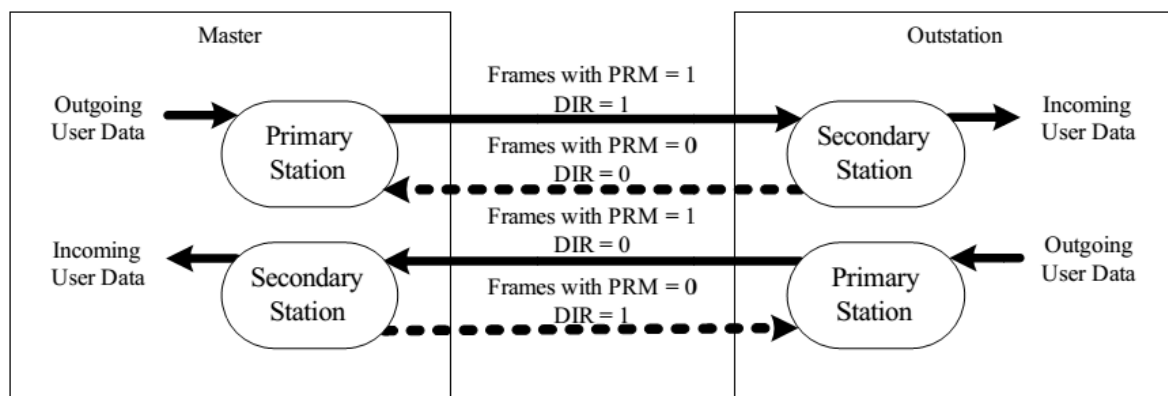 Master
Outstation
Frames with PRM = 1
DIR = 1
Outgoing
User Data
Primary
Station
Secondary
Station
Incoming
User Data
Frames with PRM = 0
DIR = 0
Frames with PRM = 1
DIR = 0
Incoming
User Data
Secondary
Station
Primary
Station
Outgoing
User Data
Frames with PRM = 0
DIR = 1